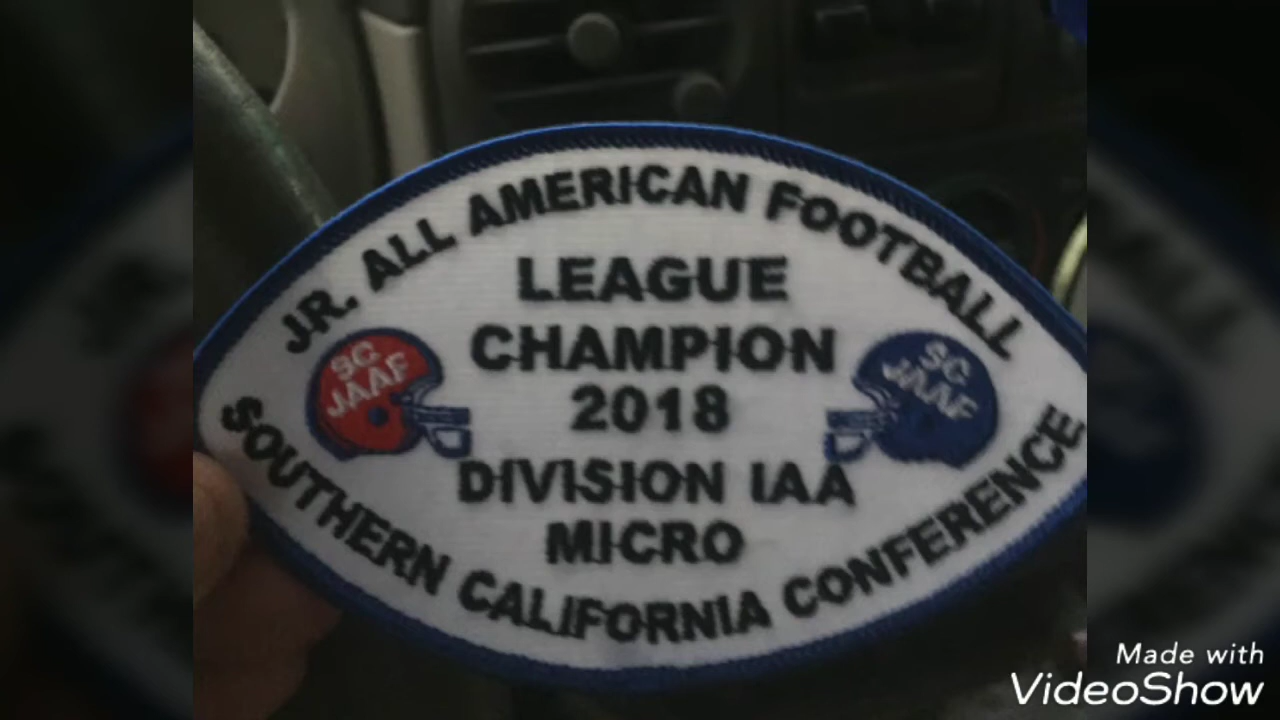 JR. ALL AMERICAN FOOTBALL
LEAGUE
CHAMPION
2018
SC
JAAF
SC
JAAF
DIVISION IAA
MICRO
SOUTHERN CALIFORNIA CONFERENCE
Made with
VideoShow